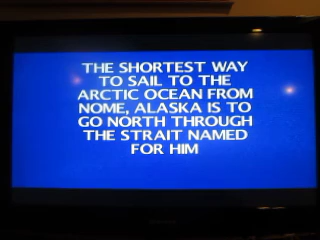 THE SHORTEST WAY
TO SAIL TO THE
ARCTIC OCEAN FROM
NOME, ALASKA IS TO
GO NORTH THROUGH
THE STRAIT NAMED
FOR HIM